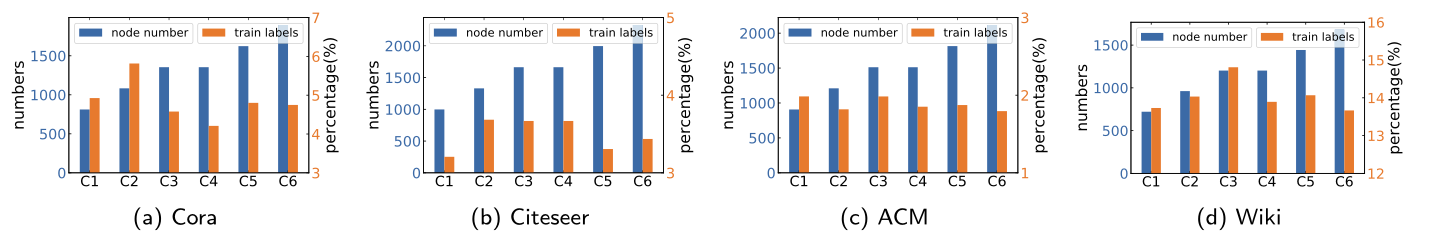 node number train labels
numbers
0
500
1000
1500
C1 C2 C3 C4 C5 C6
3
4
5
6
7
percentage(%)
(a) Cora
node number train labels
numbers
0
500
1000
1500
2000
C1 C2 C3 C4 C5 C6
3
4
5
percentage(%)
(b) Citeseer
node number train labels
numbers
0
500
1000
1500
2000
C1 C2 C3 C4 C5 C6
1
2
3
percentage(%)
(c) ACM
node number train labels
numbers
0
500
1000
1500
C1 C2 C3 C4 C5 C6
12
13
14
15
16
percentage(%)
(d) Wiki